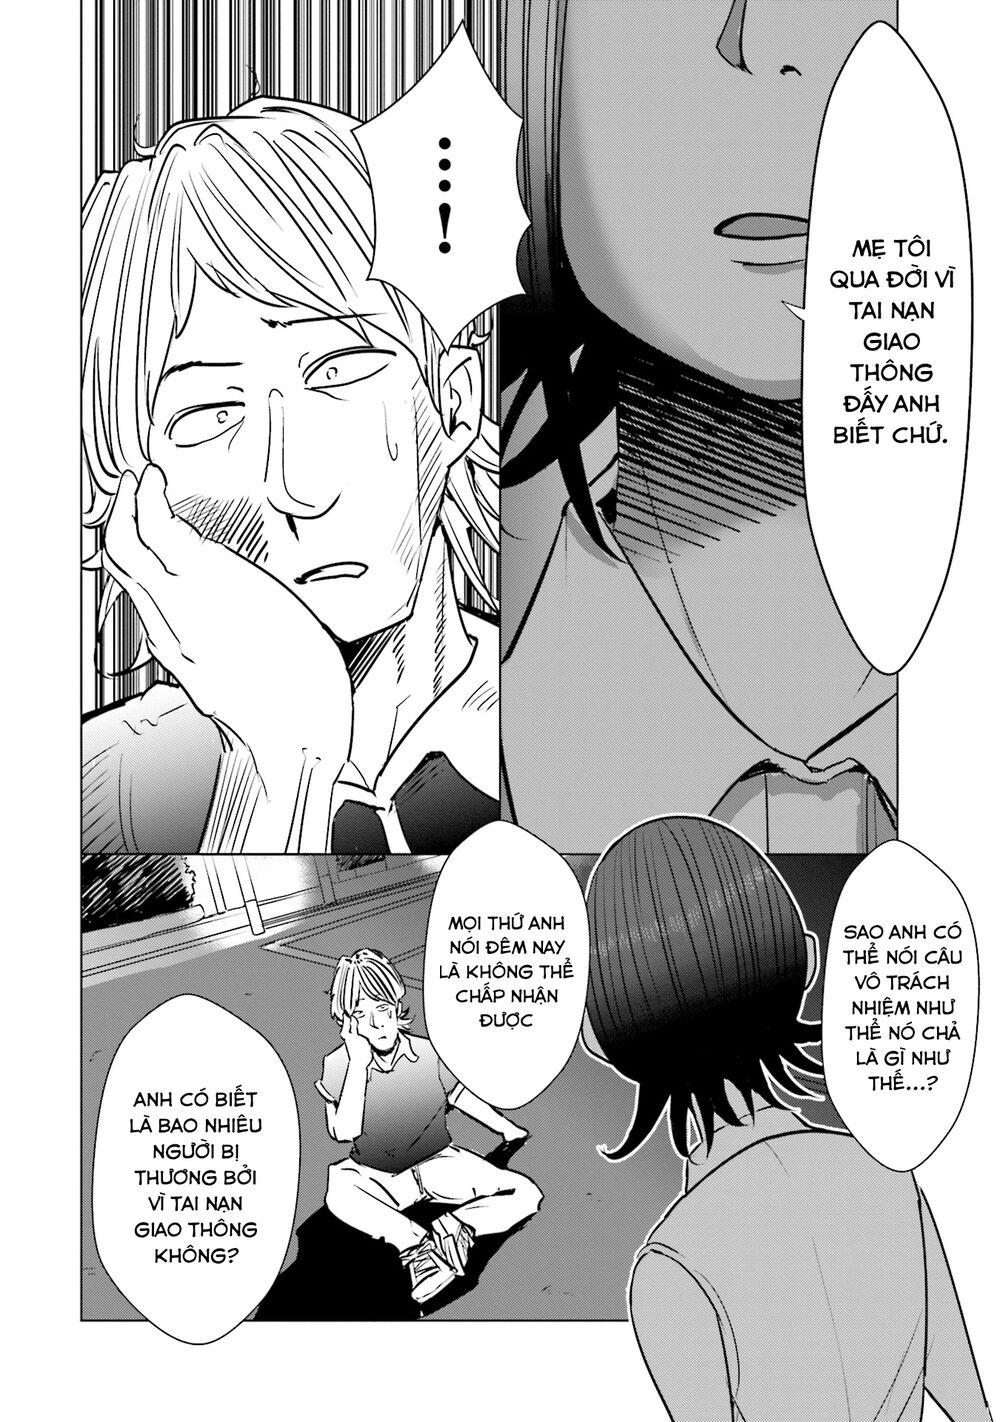 MẸ TÔI
QUA ĐỜI VÌ
TAI NẠN
GIAO
THÔNG
ĐẤY ANH
BIẾT CHỨ.
....!
SAO ANH CÓ
THỂ NÓI CÂU
VÔ TRÁCH
NHIỆM NHƯ
THỂ NÓ CHẢ
LÀ GÌ NHƯ
THẾ...?
MỌI THỨ ANH
NÓI ĐÊM NAY
LÀ KHÔNG THỂ
CHẤP NHẬN
ĐƯỢC
ANH CÓ BIẾT
LÀ BAO NHIÊU
NGƯỜI BỊ
THƯƠNG BỞI
VÌ TAI NẠN
GIAO THÔNG
KHÔNG?